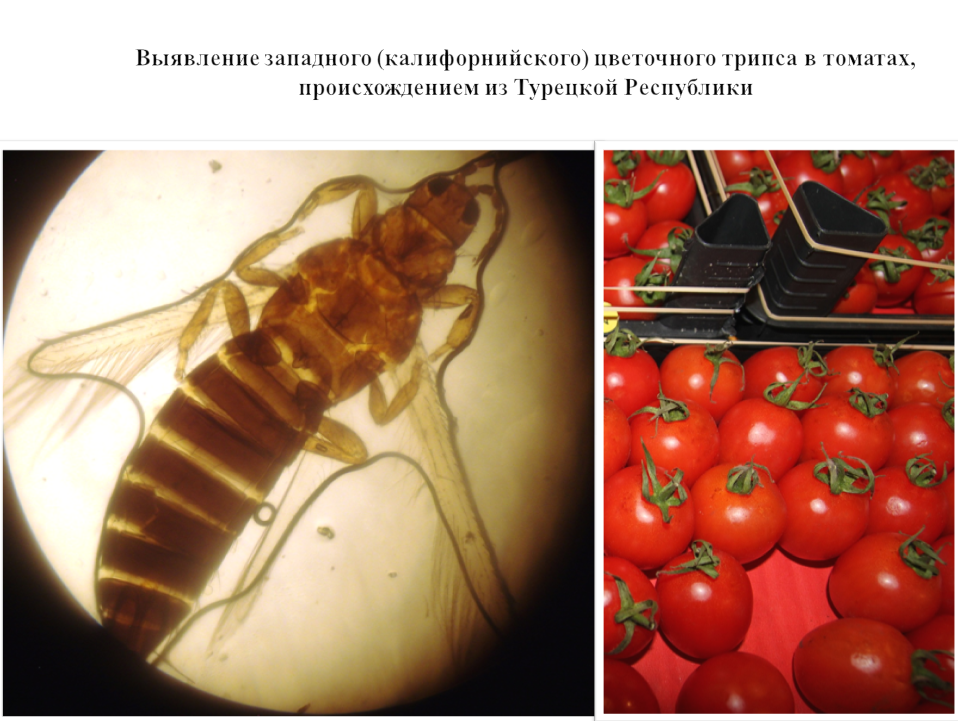 Выявление западного (калифорнийского) цветочного трипса в томатах,
происхождением из Турецкой Республики